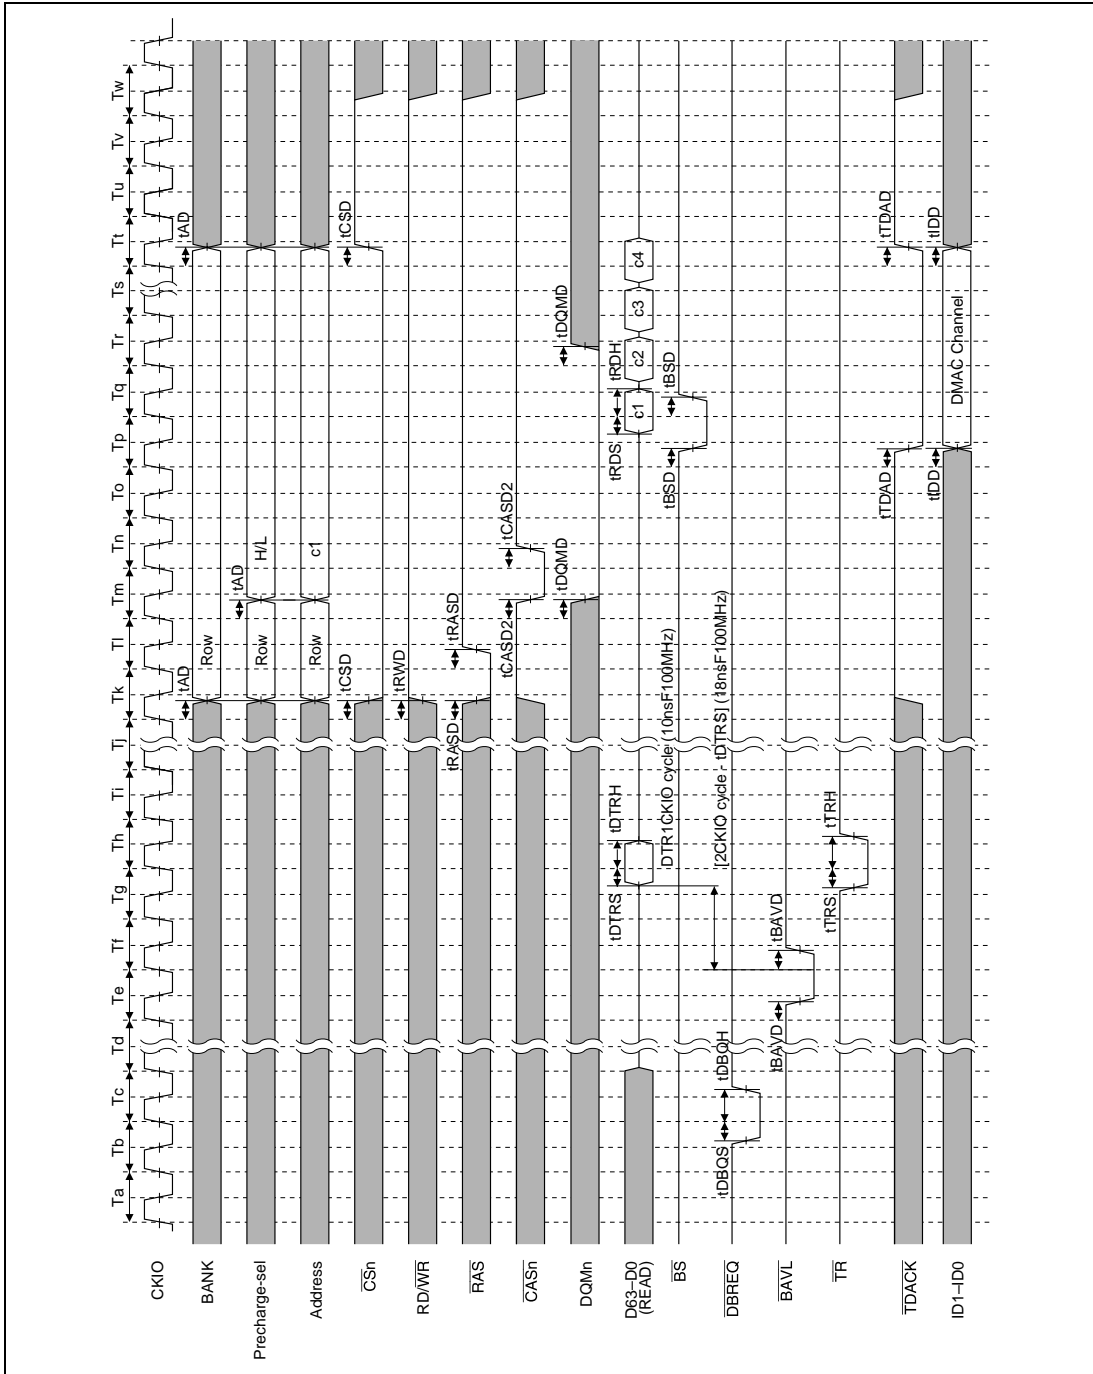 Ta Tb Tc Td Te Tf Tg Th Ti Tj Tk Tl Tm Tn To Tp Tq Tr Ts Tt Tu Tv Tw
CKIO
tAD tAD
BANK Row
tAD
Precharge-sel Row H/L
Address Row c1
tCSD tCSD
CSn
tRWD
RD/WR
tRASD tRASD
RAS
tCASD2 tCASD2
CASn
tDQMD tDQMD
DQMn
tDTRS tDTRH tRDS tRDH
D63–D0 c1 c2 c3 c4
(READ)
DTR1CKIO cycle (10nsF100MHz)
tBSD tBSD
BS
[2CKIO cycle - tDTRS] (18nsF100MHz)
tDBQS tDBQH
DBREQ
tBAVD tBAVD
BAVL
tTRS tTRH
TR
tTDAD tTDAD
TDACK
tIDD tIDD
ID1–ID0 DMAC Channel